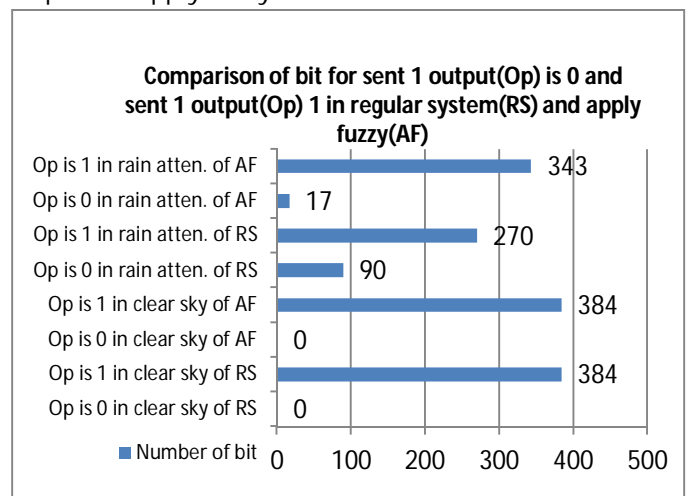 Comparison of bit for sent 1 output(Op) is 0 and
sent 1 output(Op) 1 in regular system(RS) and apply
fuzzy(AF)
Op is 1 in rain atten. of AF 343
Op is 0 in rain atten. of AF 17
Op is 1 in rain atten. of RS 270
Op is 0 in rain atten. of RS 90
Op is 1 in clear sky of AF 384
Op is 0 in clear sky of AF 0
Op is 1 in clear sky of RS 384
Op is 0 in clear sky of RS 0
Number of bit 0 100 200 300 400 500